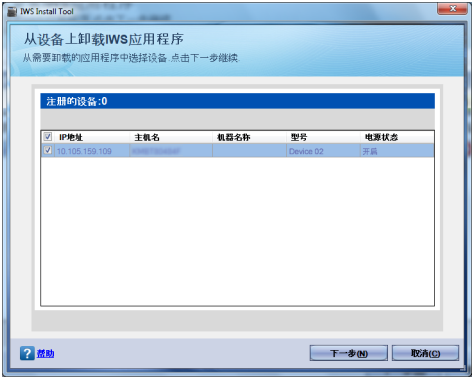 IWS Install Tool
从设备上卸载IWS应用程序
从需要卸载的应用程序中选择设备.点击下一步继续.
注册的设备:0
IP地址 主机名 机器名称 型号 电源状态
10.105.159.109 Device 02 开启
帮助 下一步(N) 取消(C)